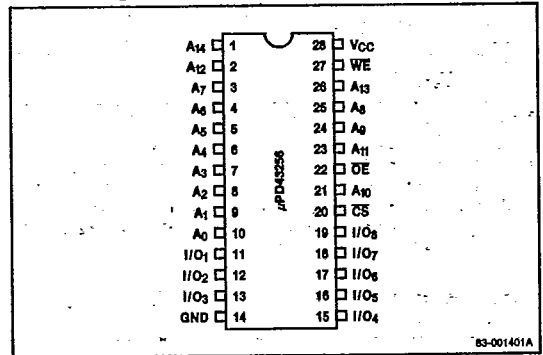 A14 1 28 VCC
A12 2 27 WE
A7 3 26 A13
A6 4 25 A8
A5 5 24 A9
A4 6 23 A11
A3 7 22 OE
A2 8 21 A10
A1 9 20 CS
A0 10 19 I/O8
I/O1 11 18 I/O7
I/O2 12 17 I/O6
I/O3 13 16 I/O5
GND 14 15 I/O4
µPD43256
83-001401A